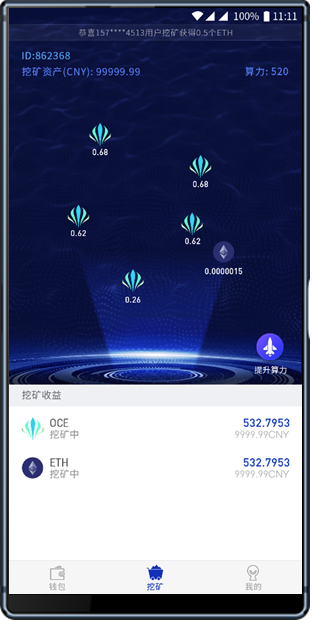 100% 11:11
恭喜157****4513用户挖矿获得0.5个ETH
ID:862368
挖矿资产(CNY): 99999.99 算力: 520
0.68
0.68
0.62
0.62
0.0000015
0.26
提升算力
挖矿收益
OCE 532.7953
挖矿中 9999.99CNY
ETH 532.7953
挖矿中 9999.99CNY
钱包 挖矿 我的